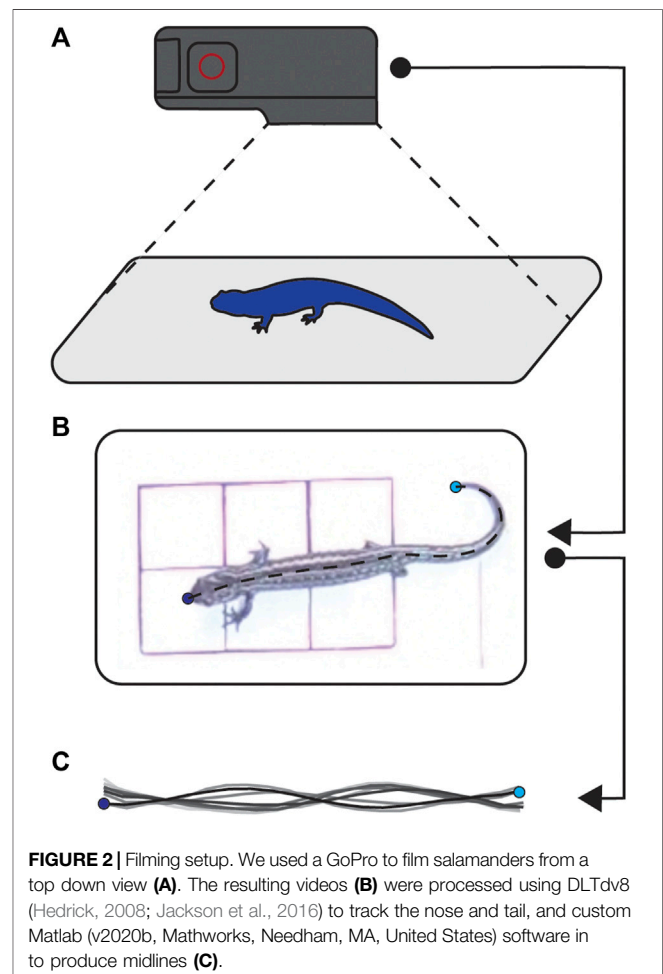 A
B
C
FIGURE 2 | Filming setup. We used a GoPro to film salamanders from a
top down view (A). The resulting videos (B) were processed using DLTdv8
(Hedrick, 2008; Jackson et al., 2016) to track the nose and tail, and custom
Matlab (v2020b, Mathworks, Needham, MA, United States) software in
to produce midlines (C).